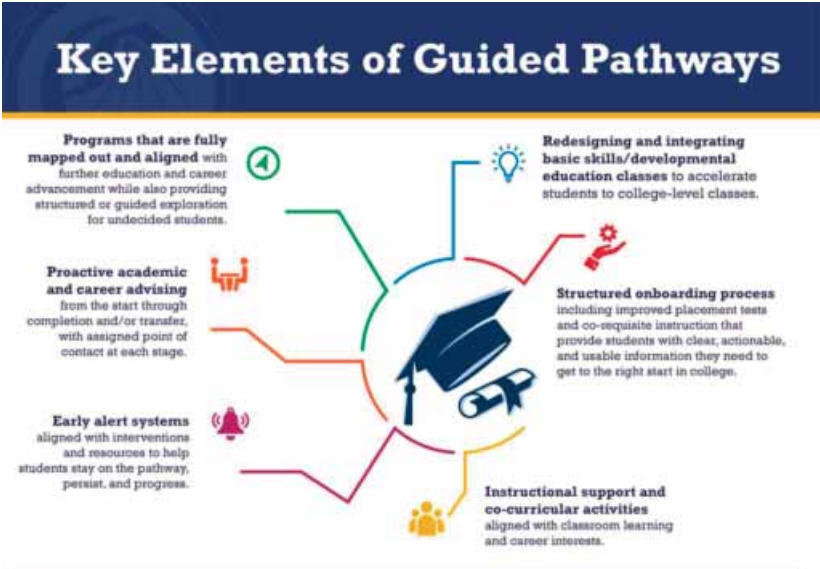 Key Elements of Guided Pathways
Programs that are fully
mapped out and aligned with
further education and career
advancement while also providing
structured or guided exploration
for undecided students.
Proactive academic
and career advising
from the start through
completion and/or transfer,
with assigned point of
contact at each stage.
Early alert systems
aligned with interventions
and resources to help
students stay on the pathway,
persist, and progress.
Redesigning and integrating
basic skills/developmental
education classes to accelerate
students to college-level classes.
Structured onboarding process
including improved placement tests
and co-requisite instruction that
provide students with clear, actionable,
and usable information they need to
get to the right start in college.
Instructional support and
co-curricular activities
aligned with classroom learning
and career interests.